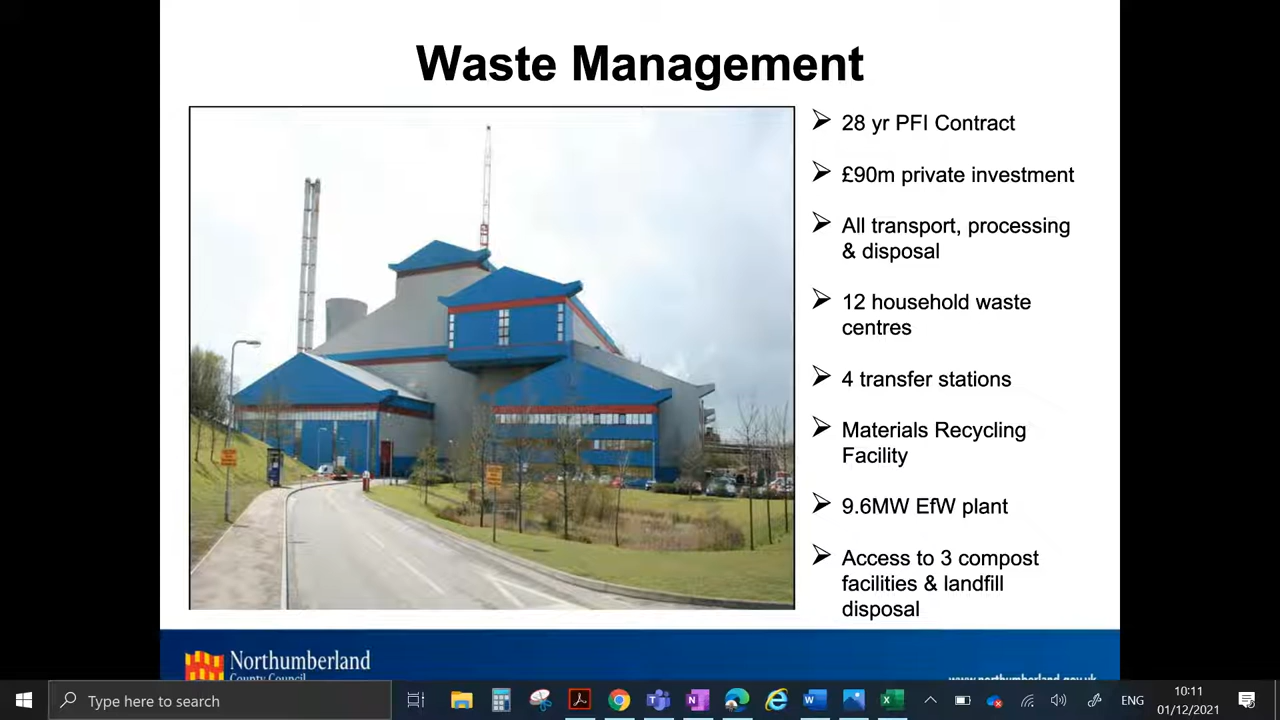 Waste Management
28 yr PFI Contract
£90m private investment
All transport, processing
& disposal
12 household waste
centres
4 transfer stations
Materials Recycling
Facility
9.6MW EfW plant
Access to 3 compost
facilities & landfill
disposal
Northumberland
County Council
www.northumberland.gov.uk
Type here to search
ENG
10:11
01/12/2021